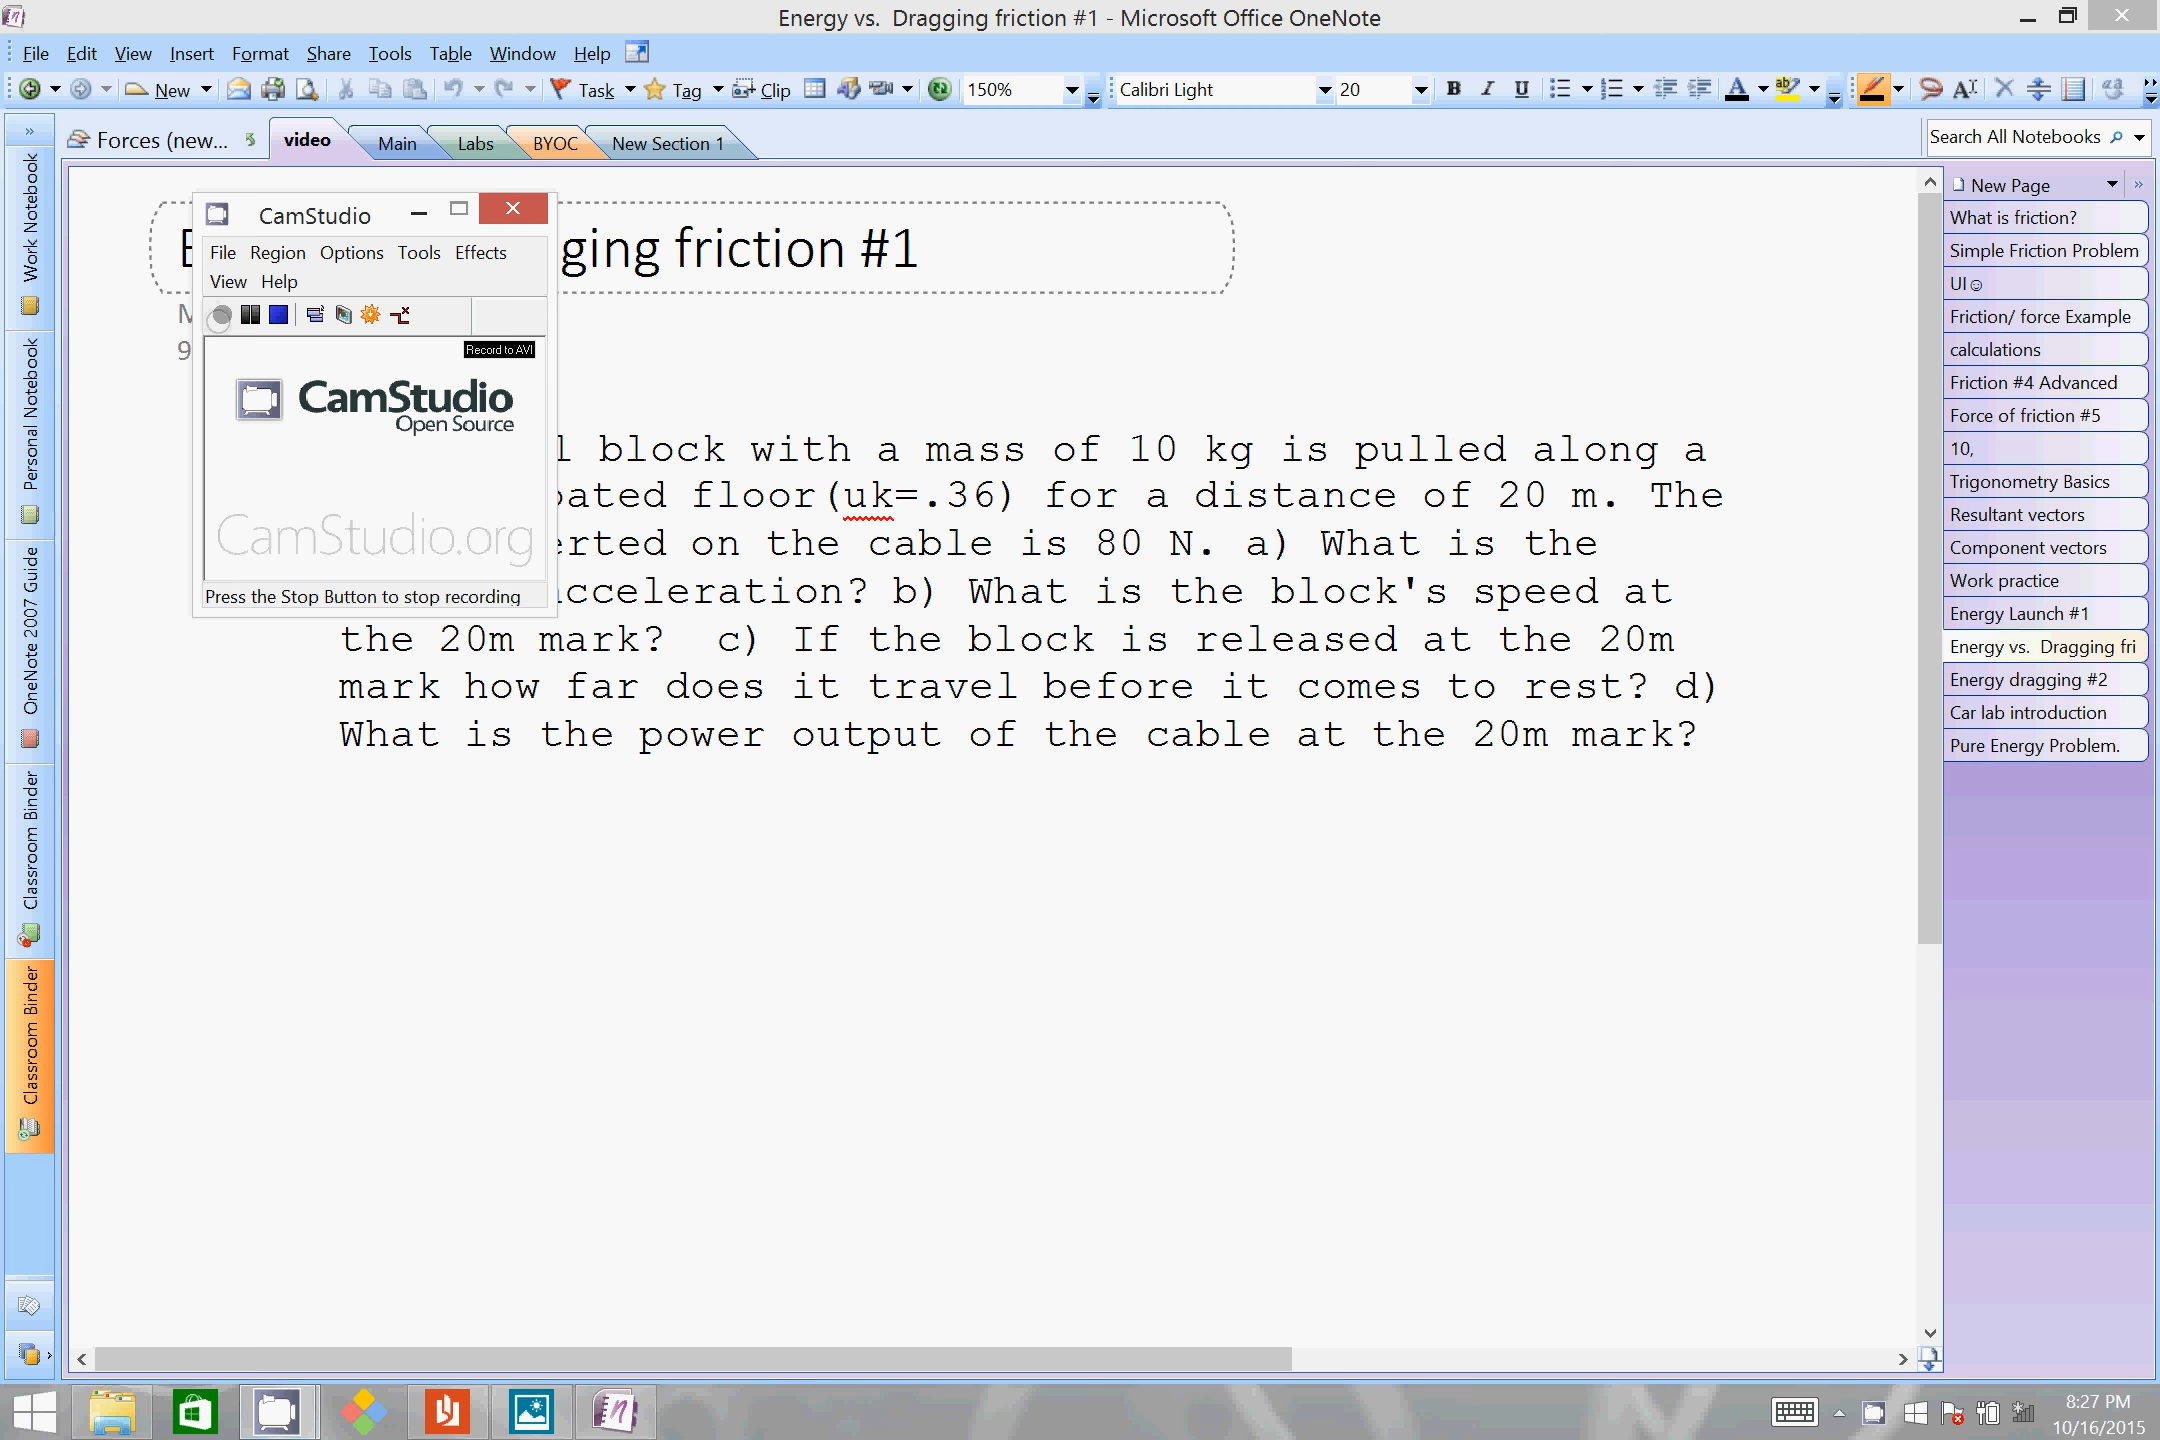 Energy vs.  Dragging friction #1 - Microsoft Office OneNote
File Edit View Insert Format Share Tools Table Window Help
New Task Tag Clip 150% Calibri Light 20 B I U
Forces (new... video Main Labs BYOC New Section 1 Search All Notebooks
Work Notebook
Personal Notebook
OneNote 2007 Guide
Classroom Binder
Classroom Binder
ging friction #1
CamStudio
File Region Options Tools Effects
View Help
Record to AVI
CamStudio
Open Source
CamStudio.org
Press the Stop Button to stop recording
l block with a mass of 10 kg is pulled along a
oated floor(uk=.36) for a distance of 20 m. The
erted on the cable is 80 N. a) What is the
acceleration? b) What is the block's speed at
the 20m mark?  c) If the block is released at the 20m
mark how far does it travel before it comes to rest? d)
What is the power output of the cable at the 20m mark?
New Page
What is friction?
Simple Friction Problem
UI☺
Friction/ force Example
calculations
Friction #4 Advanced
Force of friction #5
10,
Trigonometry Basics
Resultant vectors
Component vectors
Work practice
Energy Launch #1
Energy vs.  Dragging fri
Energy dragging #2
Car lab introduction
Pure Energy Problem.
8:27 PM
10/16/2015